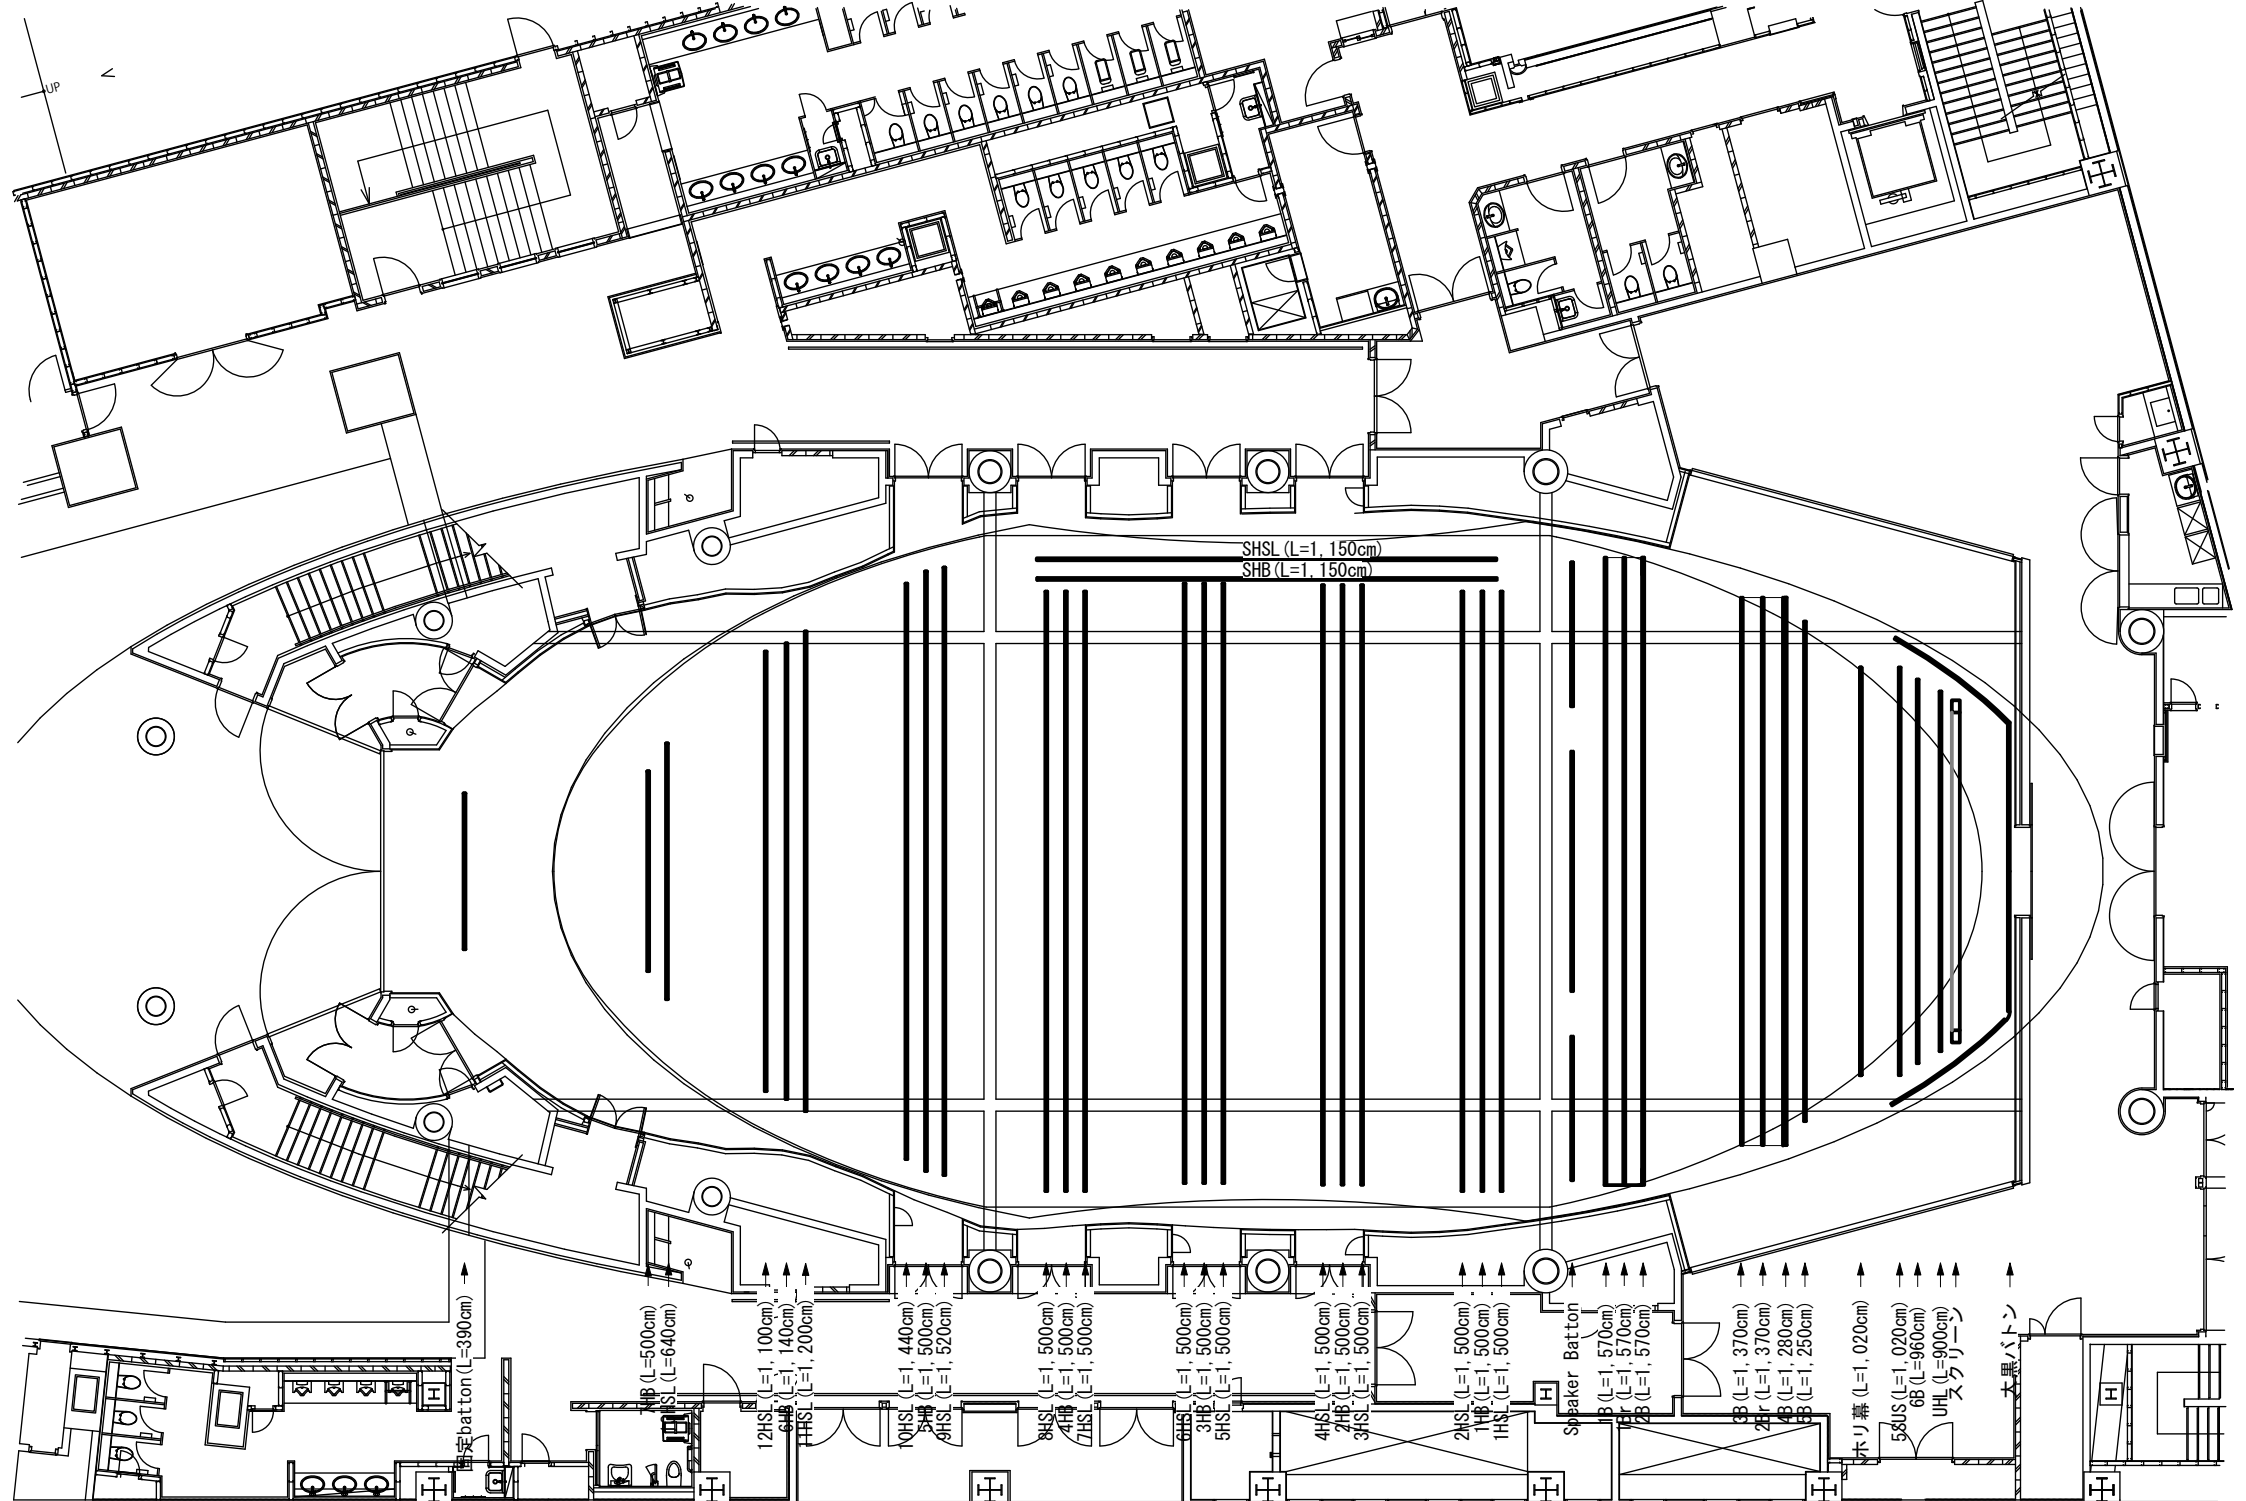 UP
SHSL(L=1,150cm)
SHB(L=1,150cm)
固定batton(L=390cm)
7HB(L=500cm)
HSL(L=640cm)
12HSL(L=1,100cm)
6HB(L=1,140cm)
11HSL(L=1,200cm)
10HSL(L=1,440cm)
5HB(L=1,500cm)
9HSL(L=1,520cm)
8HSL(L=1,500cm)
4HB(L=1,500cm)
7HSL(L=1,500cm)
6HSL(L=1,500cm)
3HB(L=1,500cm)
5HSL(L=1,500cm)
4HSL(L=1,500cm)
2HB(L=1,500cm)
3HSL(L=1,500cm)
2HSL(L=1,500cm)
1HB(L=1,500cm)
1HSL(L=1,500cm)
Speaker Batton
1B(L=1,570cm)
1Br(L=1,570cm)
2B(L=1,570cm)
3B(L=1,370cm)
2Br(L=1,370cm)
4B(L=1,280cm)
5B(L=1,250cm)
ホリ幕(L=1,020cm)
5SUS(L=1,020cm)
6B(L=960cm)
UHL(L=900cm)
スクリーン
大黒バトン
H
H
H